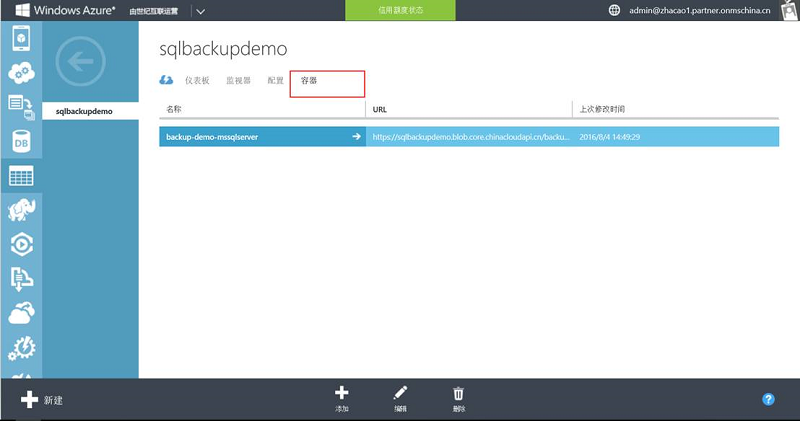 Windows Azure* 由世纪互联运营 信用额度状态 admin@zhacao1.partner.onmschina.cn
sqlbackupdemo
仪表板 监视器 配置 容器
sqlbackupdemo
名称 URL 上次修改时间
DB
backup-demo-mssqlserver https://sqlbackupdemo.blob.core.chinacloudapi.cn/backu... 2016/8/4 14:49:29
新建 添加 编辑 删除 ?